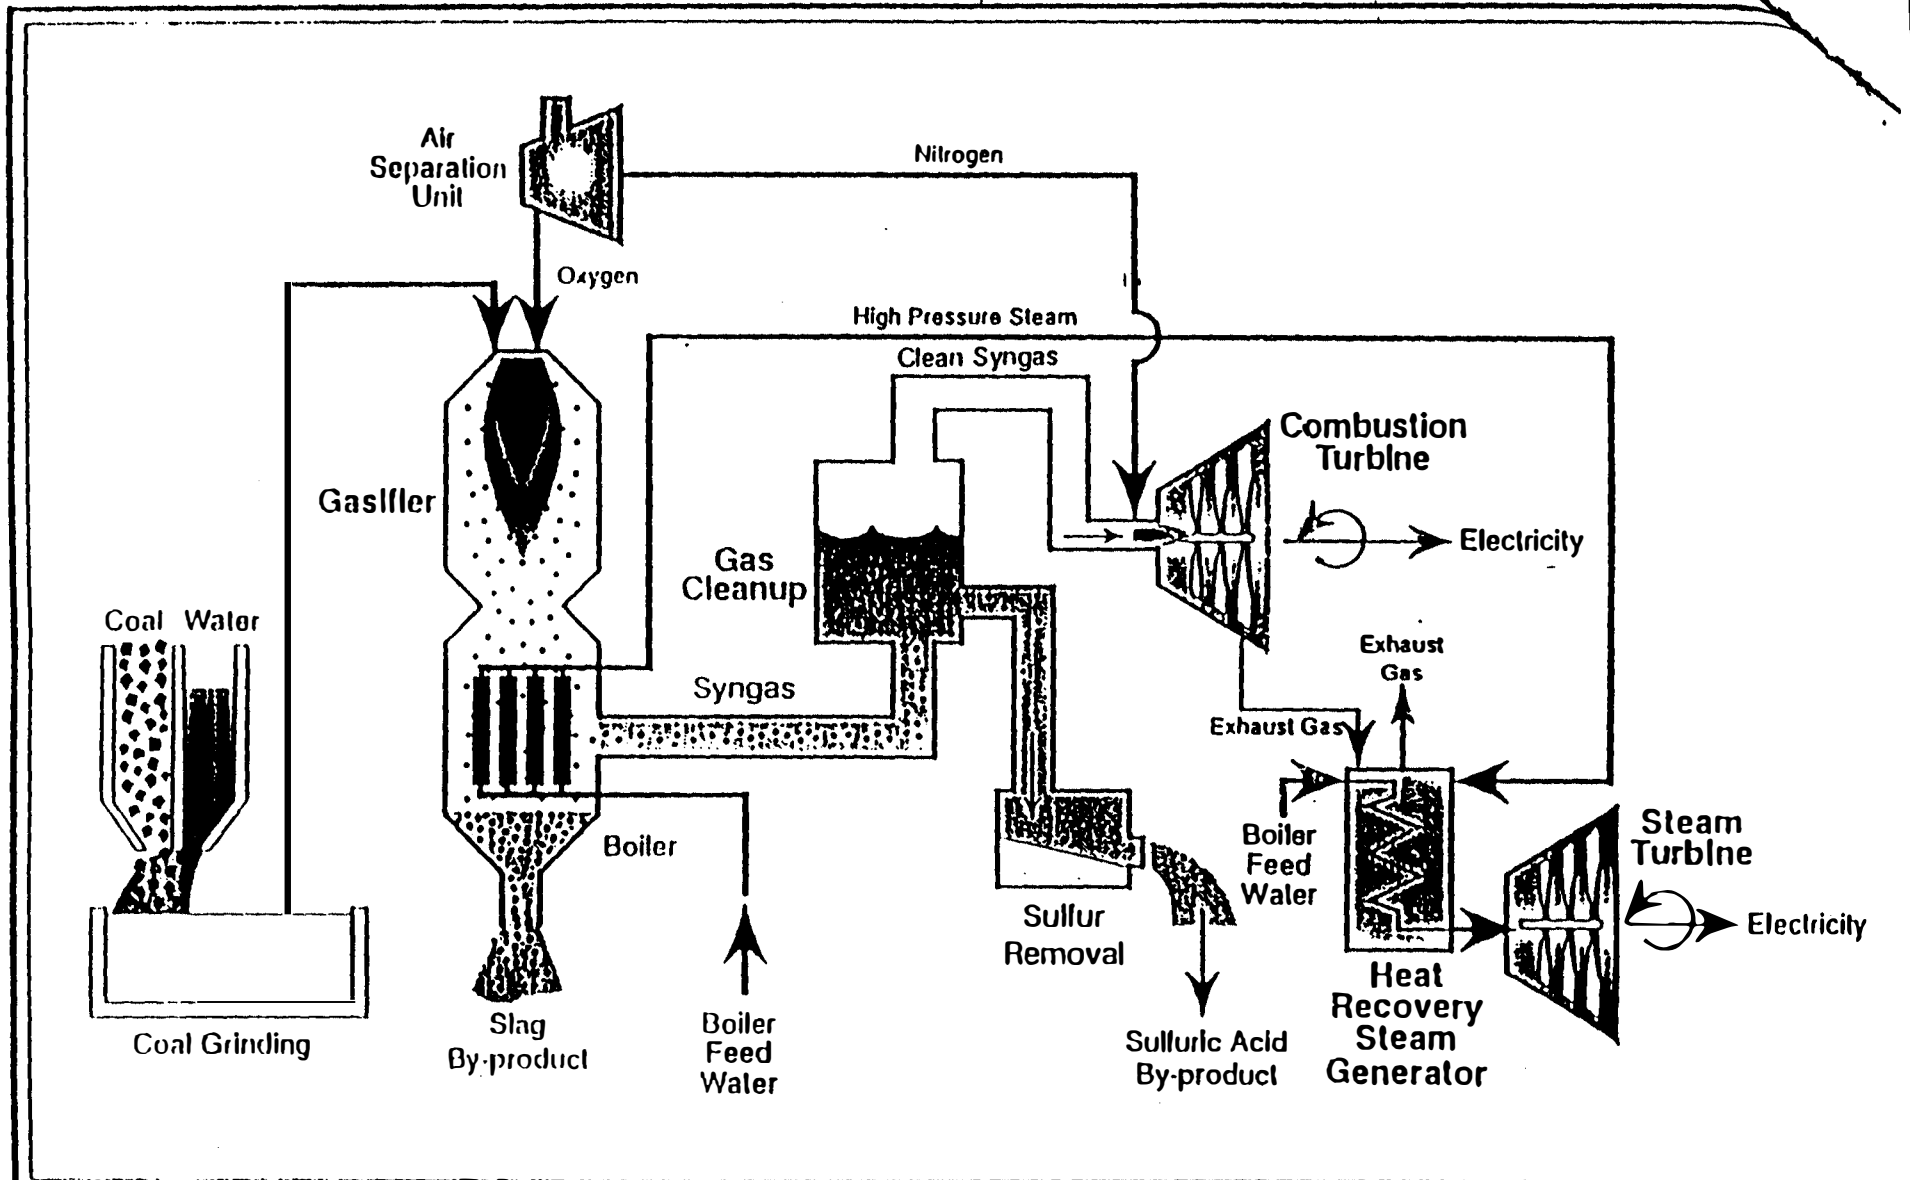 Air
Separation
Unit
Nitrogen
Oxygen
High Pressure Steam
Clean Syngas
Combustion
Turbine
Gasifier
Electricity
Gas
Cleanup
Coal Water
Exhaust
Gas
Syngas
Exhaust Gas
Boiler
Feed
Water
Steam
Turbine
Boiler
Electricity
Sulfur
Removal
Heat
Recovery
Steam
Generator
Slag
By-product
Boiler
Feed
Water
Coal Grinding
Sulfuric Acid
By-product